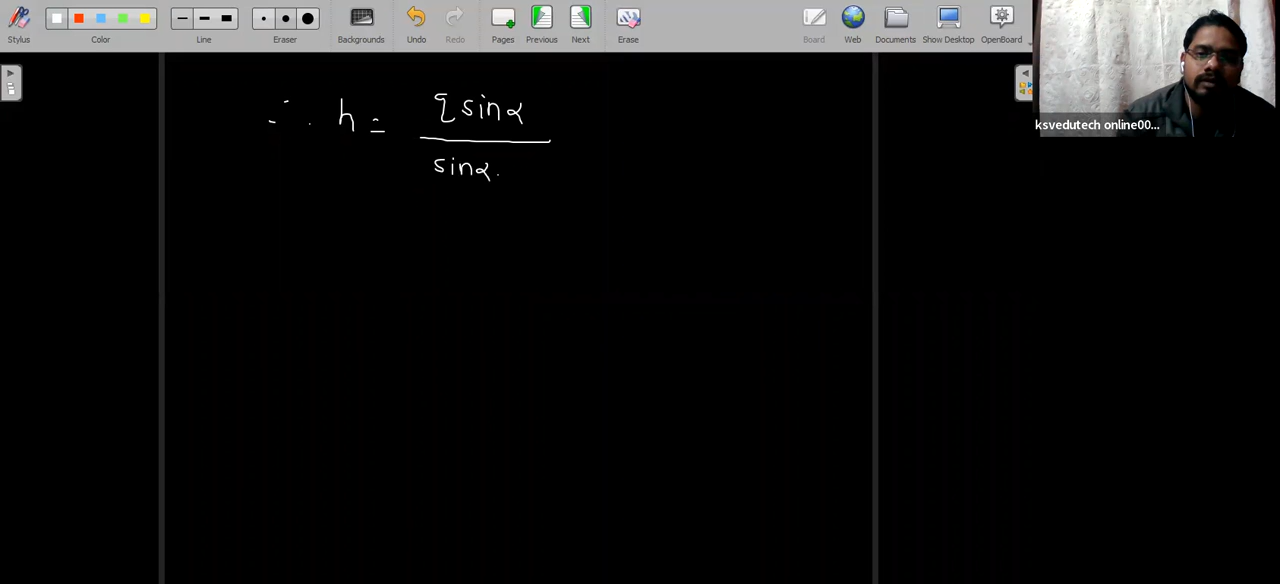 Stylus Color Line Eraser Backgrounds Undo Redo Pages Previous Next Erase Board Web Documents Show Desktop OpenBoard
ksvedutech online00...
∴ h = q sinα
sinα.